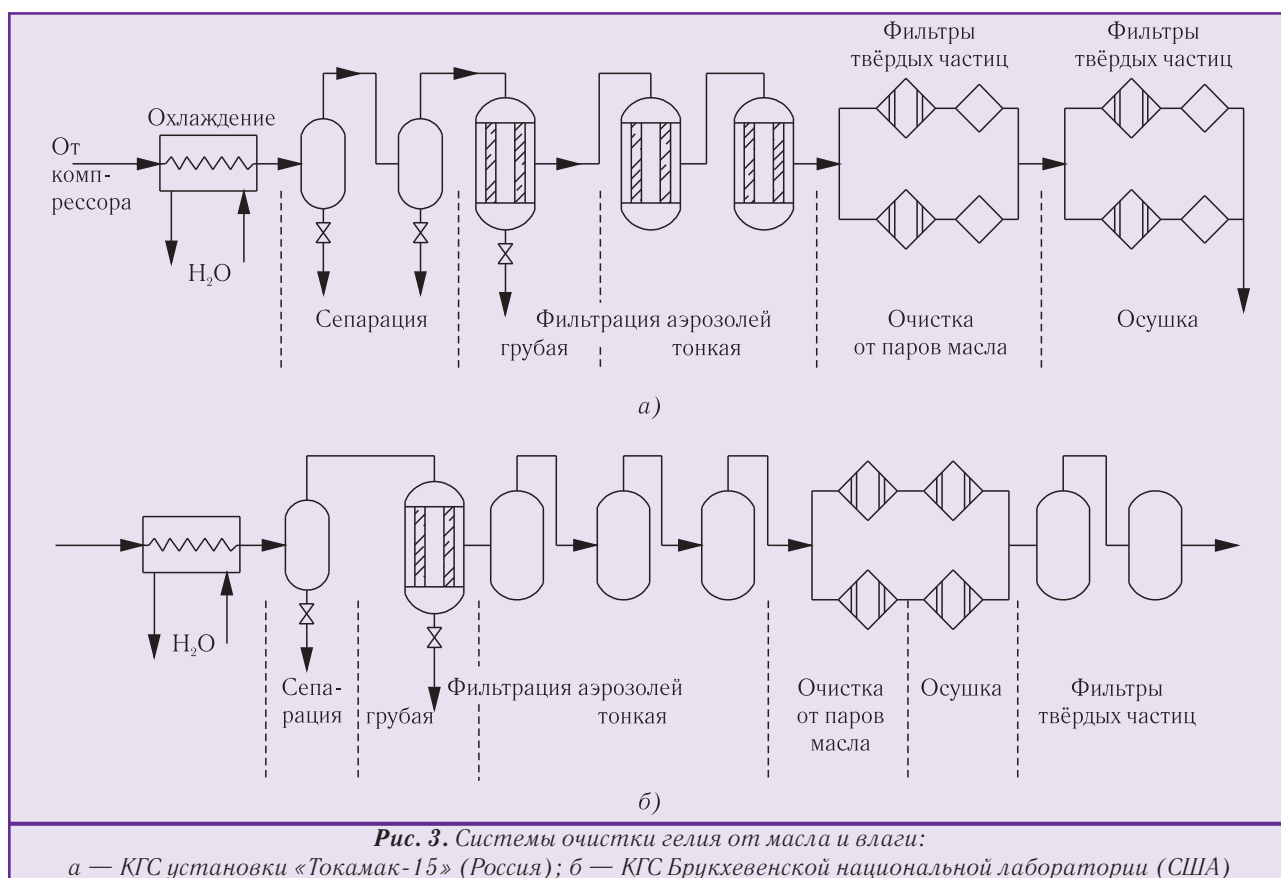 Фильтры
твёрдых частиц
Фильтры
твёрдых частиц
Охлаждение
От
комп-
рессора
H₂O
Сепарация
Фильтрация аэрозолей
грубая
тонкая
Очистка
от паров масла
Осушка
а)
H₂O
Сепа-
рация
Фильтрация аэрозолей
грубая
тонкая
Очистка
от паров
масла
Осушка
Фильтры
твёрдых частиц
б)
Рис. 3. Системы очистки гелия от масла и влаги:
а — КГС установки «Токамак-15» (Россия); б — КГС Брукхевенской национальной лаборатории (США)